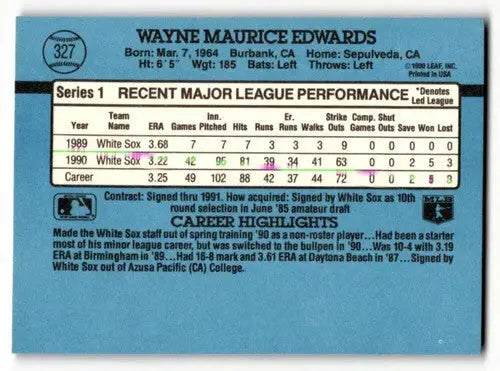 327
WAYNE MAURICE EDWARDS
Born: Mar. 7, 1964 Burbank, CA Home: Sepulveda, CA
Ht: 6'5" Wgt: 185 Bats: Left Throws: Left
©1990 LEAF, INC.
Printed in USA
Series 1 RECENT MAJOR LEAGUE PERFORMANCE *Denotes Led League
Year Team Name ERA Games Inn. Pitched Hits Runs Er. Runs Walks Strike Outs Comp. Games Shut Outs Save Won Lost
1989 White Sox 3.68 7 7 7 3 3 3 9 0 0 0 0 0
1990 White Sox 3.22 42 95 81 39 34 41 63 0 0 2 5 3
Career 3.25 49 102 88 42 37 44 72 0 0 2 5 3
Contract: Signed thru 1991. How acquired: Signed by White Sox as 10th
round selection in June '85 amateur draft
CAREER HIGHLIGHTS
Made the White Sox staff out of spring training '90 as a non-roster player...Had been a starter
most of his minor league career, but was switched to the bullpen in '90...Was 10-4 with 3.19
ERA at Birmingham in '89...Had 16-8 mark and 3.61 ERA at Daytona Beach in '87...Signed by
White Sox out of Azusa Pacific (CA) College.
MLB